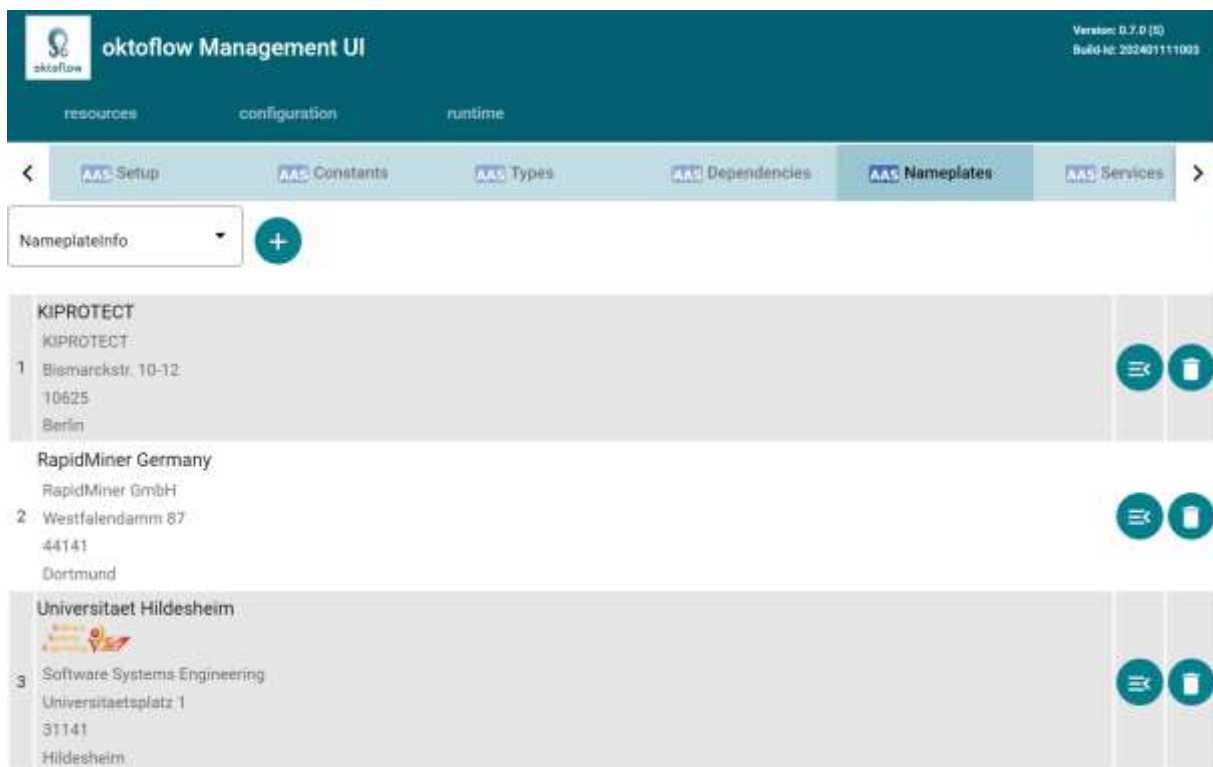 oktoflow
oktoflow Management UI
Version: 0.7.0 (S)
Build-Id: 202401111003
resources configuration runtime
AAS Setup AAS Constants AAS Types AAS Dependencies AAS Nameplates AAS Services
NameplateInfo
KIPROTECT
KIPROTECT
1 Bismarckstr. 10-12
10625
Berlin
RapidMiner Germany
RapidMiner GmbH
2 Westfalendamm 87
44141
Dortmund
Universitaet Hildesheim
3 Software Systems Engineering
Universitaetsplatz 1
31141
Hildesheim